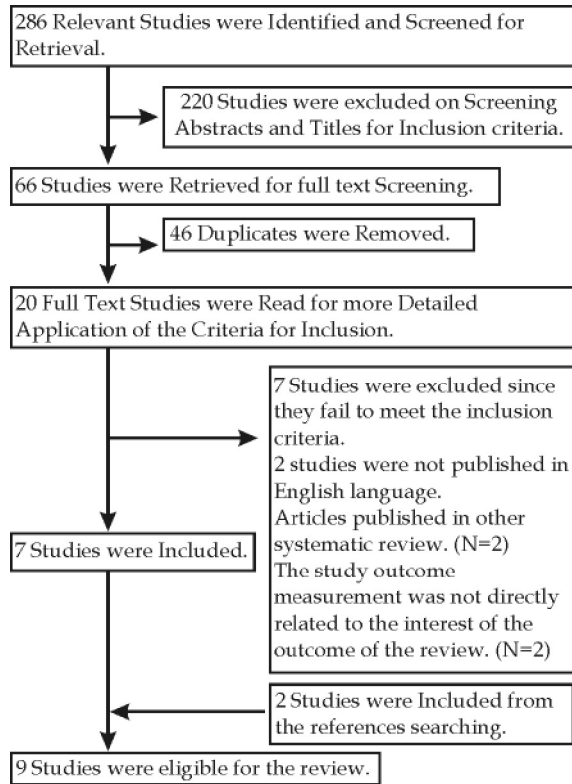 286 Relevant Studies were Identified and Screened for
Retrieval.
220 Studies were excluded on Screening
Abstracts and Titles for Inclusion criteria.
66 Studies were Retrieved for full text Screening.
46 Duplicates were Removed.
20 Full Text Studies were Read for more Detailed
Application of the Criteria for Inclusion.
7 Studies were excluded since
they fail to meet the inclusion
criteria.
2 studies were not published in
English language.
Articles published in other
systematic review. (N=2)
The study outcome
measurement was not directly
related to the interest of the
outcome of the review. (N=2)
7 Studies were Included.
2 Studies were Included from
the references searching.
9 Studies were eligible for the review.